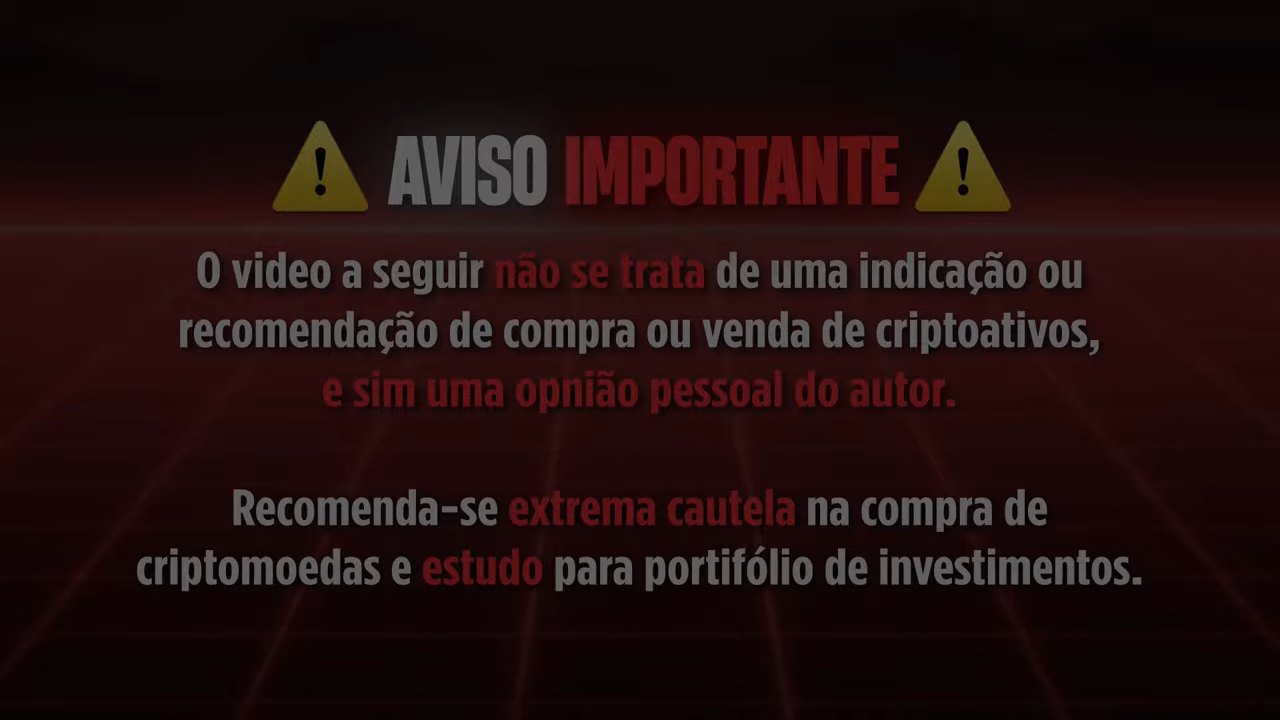 AVISO IMPORTANTE
O video a seguir não se trata de uma indicação ou
recomendação de compra ou venda de criptoativos,
e sim uma opnião pessoal do autor.
Recomenda-se extrema cautela na compra de
criptomoedas e estudo para portifólio de investimentos.